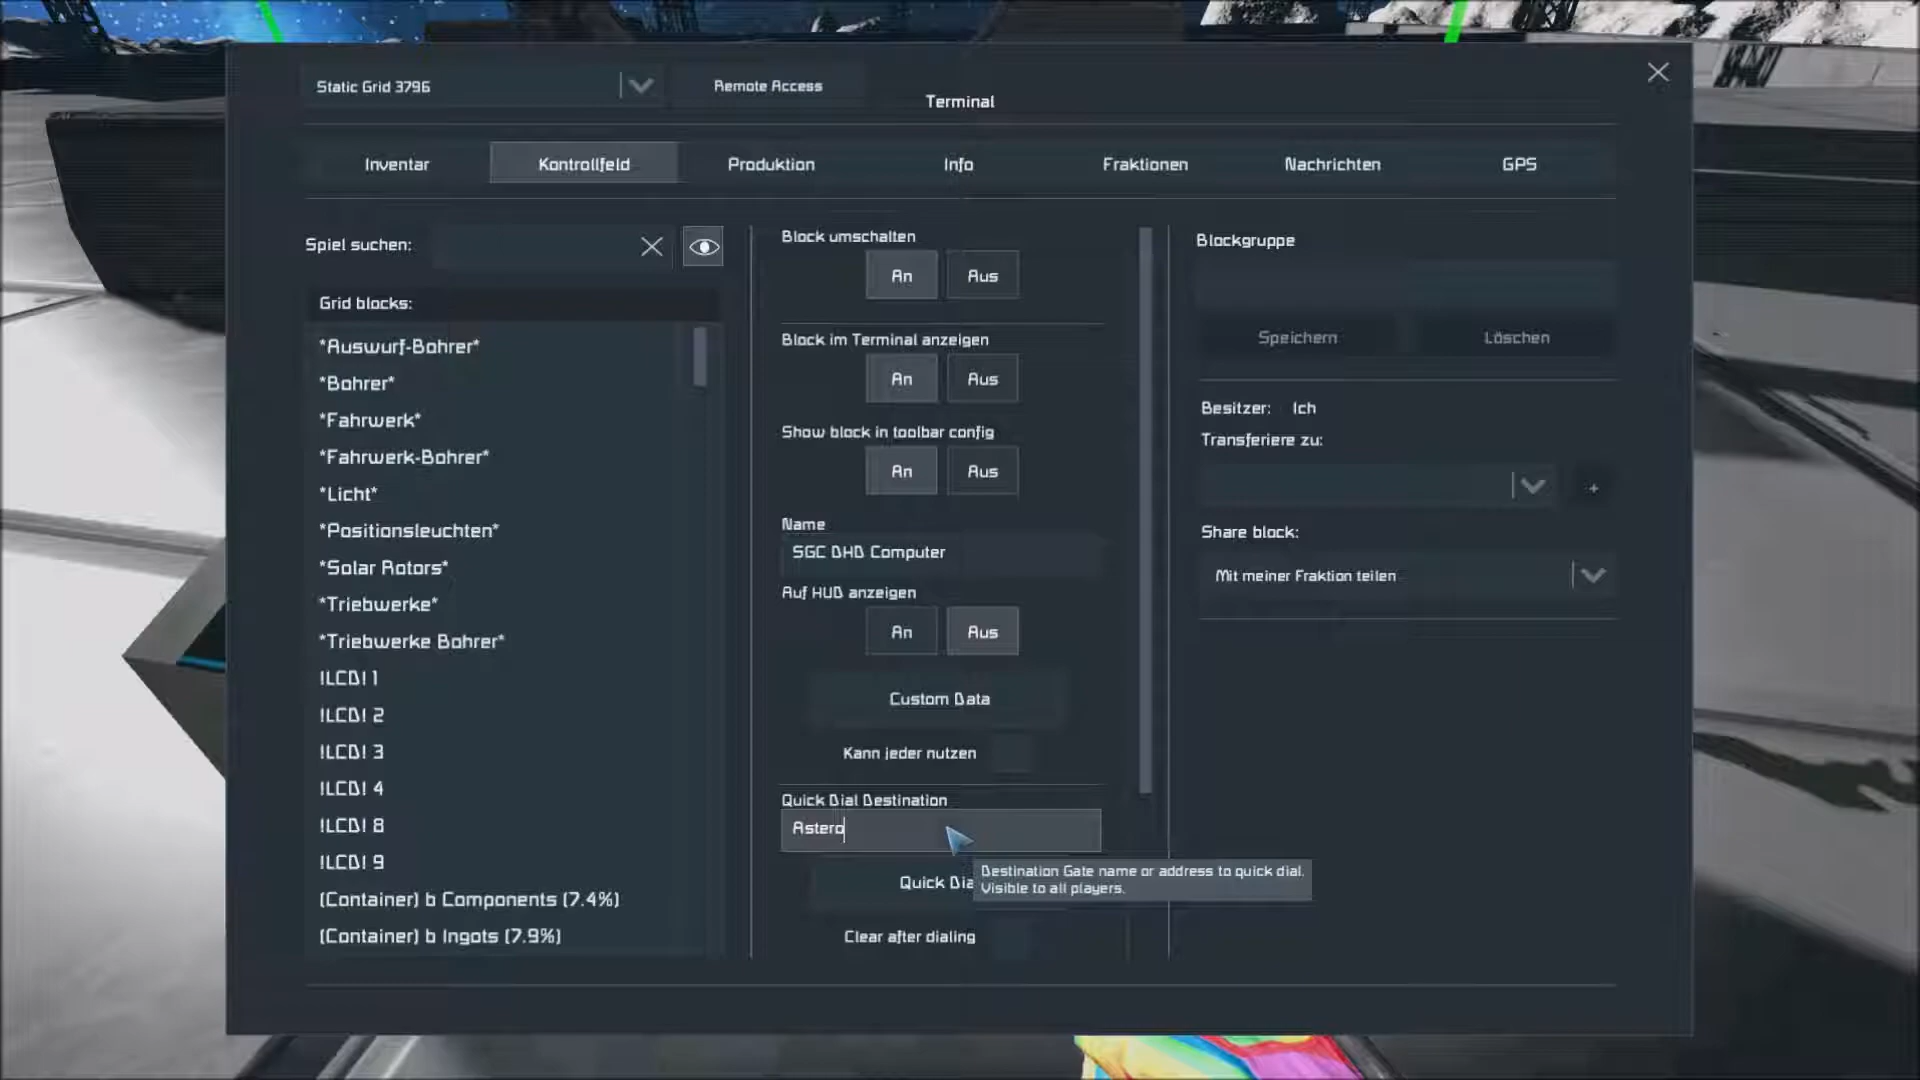 Static Grid 3796
Remote Access
Terminal
Inventar
Kontrollfeld
Produktion
Info
Fraktionen
Nachrichten
GPS
Spiel suchen:
Grid blocks:
*Auswurf-Bohrer*
*Bohrer*
*Fahrwerk*
*Fahrwerk-Bohrer*
*Licht*
*Positionsleuchten*
*Solar Rotors*
*Triebwerke*
*Triebwerke Bohrer*
!LCD! 1
!LCD! 2
!LCD! 3
!LCD! 4
!LCD! 8
!LCD! 9
(Container) b Components (7.4%)
(Container) b Ingots (7.9%)
Block umschalten
An Aus
Block im Terminal anzeigen
An Aus
Show block in toolbar config
An Aus
Name
SGC DHD Computer
Auf HUD anzeigen
An Aus
Custom Data
Kann jeder nutzen
Quick Dial Destination
Astero
Quick Dia
Destination Gate name or address to quick dial.
Visible to all players.
Clear after dialing
Blockgruppe
Speichern
Löschen
Besitzer: Ich
Transferiere zu:
+
Share block:
Mit meiner Fraktion teilen